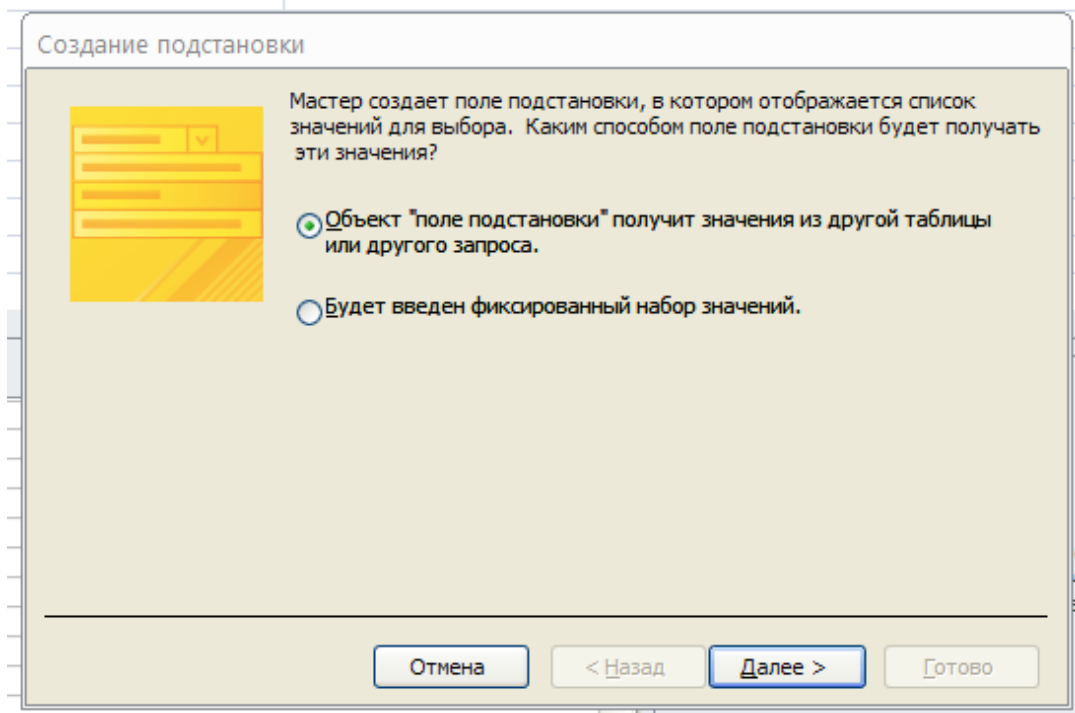 Создание подстановки
Мастер создает поле подстановки, в котором отображается список
значений для выбора. Каким способом поле подстановки будет получать
эти значения?
Объект "поле подстановки" получит значения из другой таблицы
или другого запроса.
Будет введен фиксированный набор значений.
Отмена
< Назад
Далее >
Готово